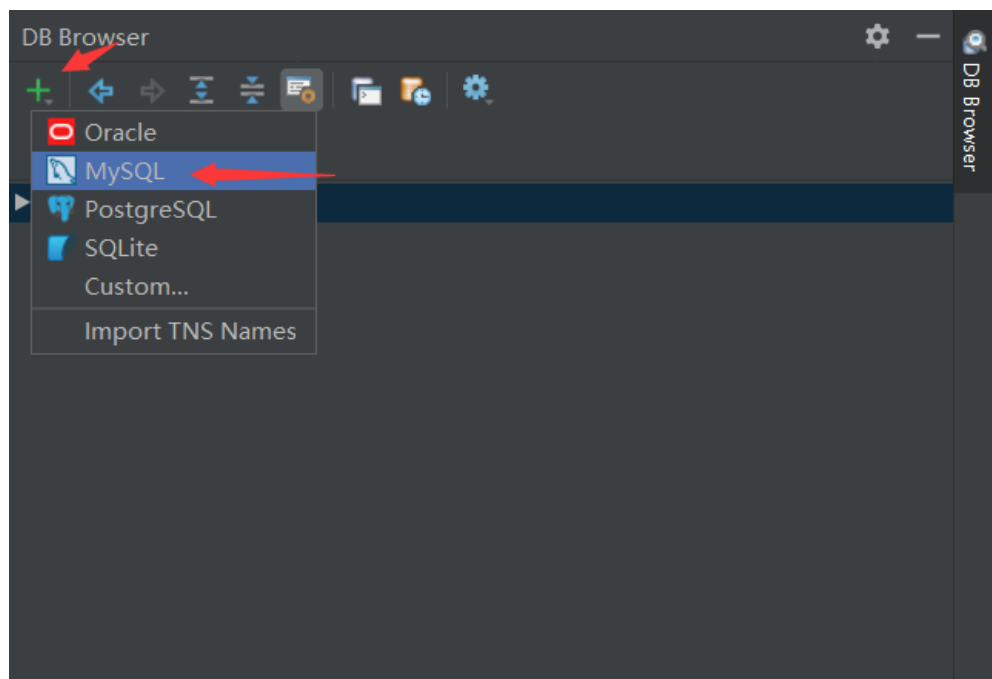 DB Browser
Oracle
MySQL
PostgreSQL
SQLite
Custom...
Import TNS Names
DB Browser